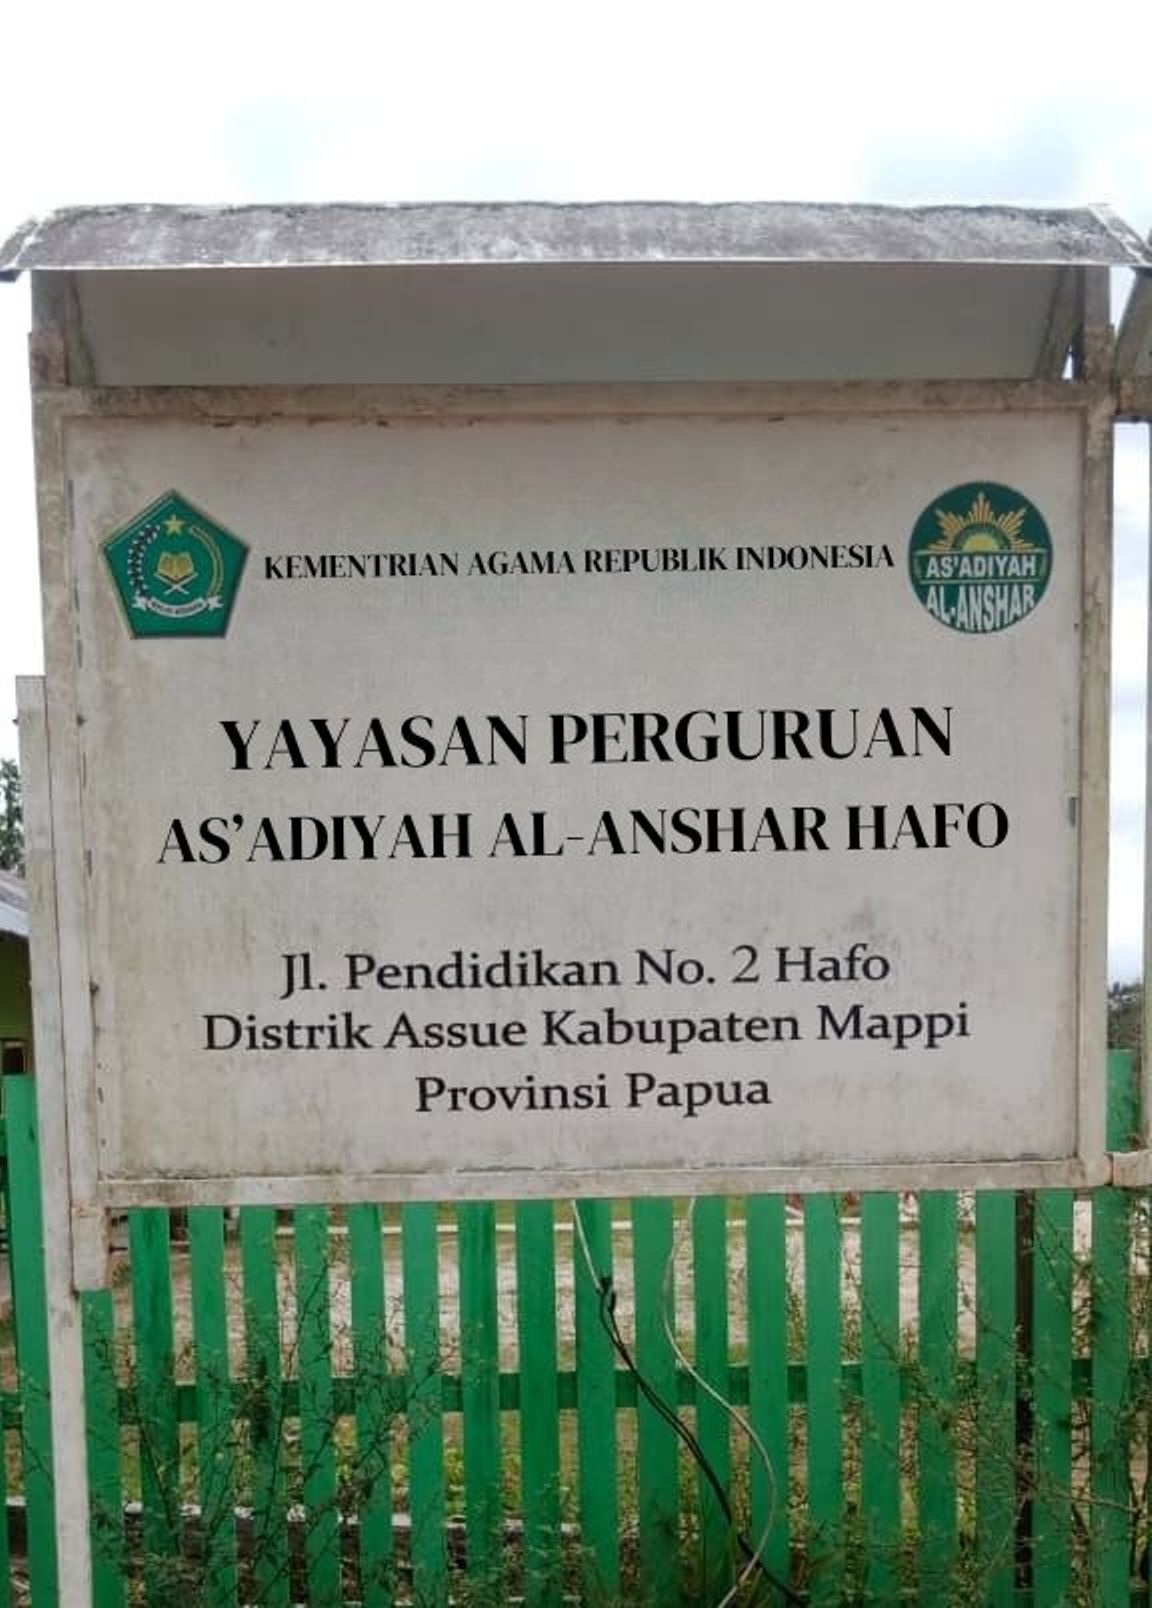 KEMENTRIAN AGAMA REPUBLIK INDONESIA
AS'ADIYAH
AL-ANSHAR
YAYASAN PERGURUAN
AS'ADIYAH AL-ANSHAR HAFO
Jl. Pendidikan No. 2 Hafo
Distrik Assue Kabupaten Mappi
Provinsi Papua